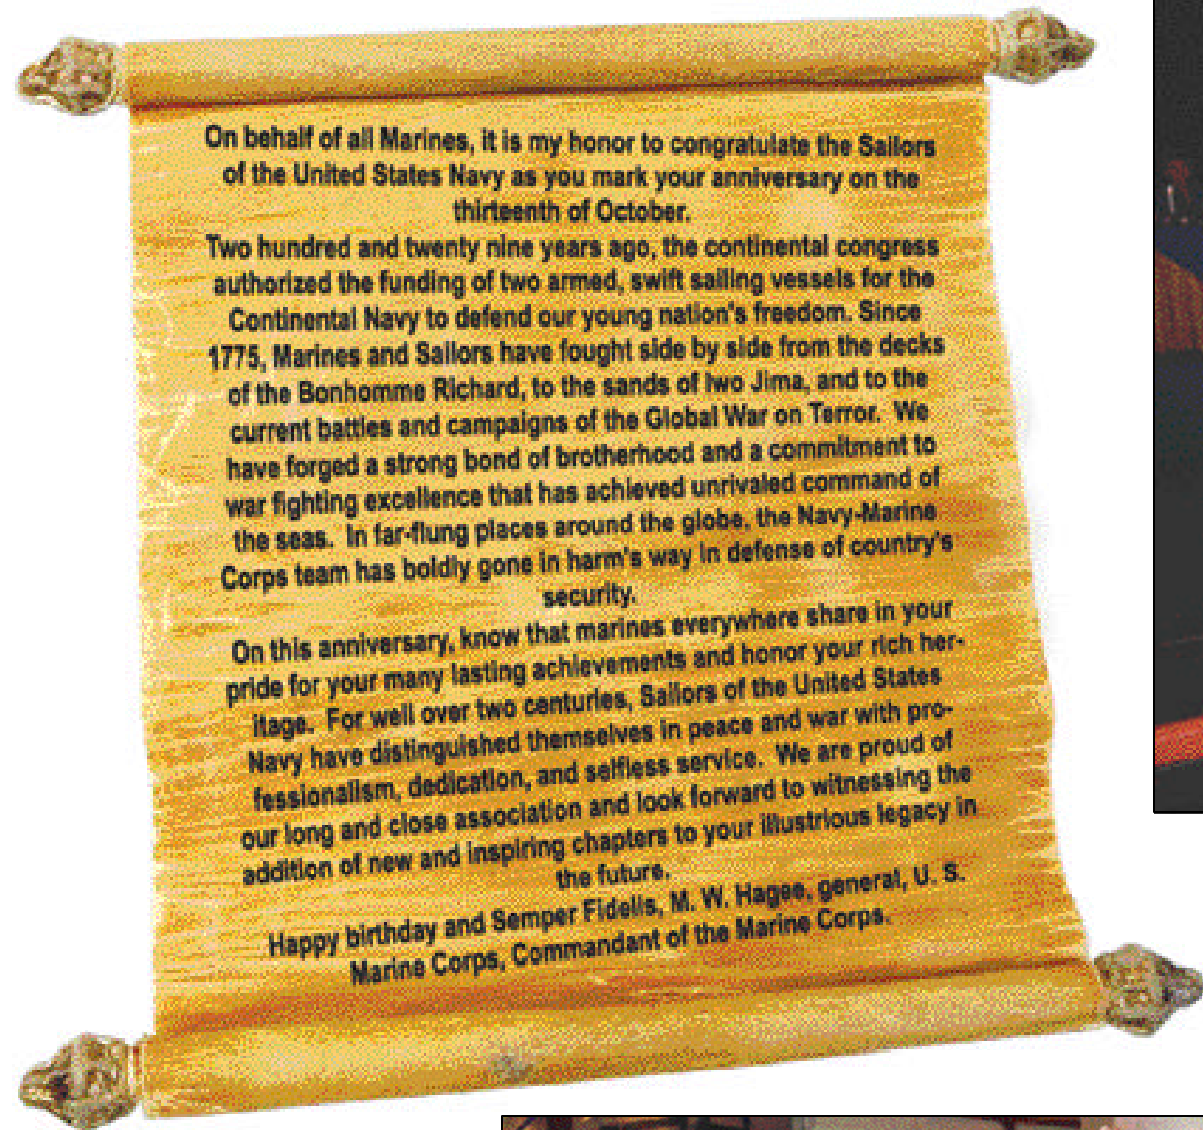 On behalf of all Marines, it is my honor to congratulate the Sailors
of the United States Navy as you mark your anniversary on the
thirteenth of October.
Two hundred and twenty nine years ago, the continental congress
authorized the funding of two armed, swift sailing vessels for the
Continental Navy to defend our young nation's freedom. Since
1775, Marines and Sailors have fought side by side from the decks
of the Bonhomme Richard, to the sands of Iwo Jima, and to the
current battles and campaigns of the Global War on Terror. We
have forged a strong bond of brotherhood and a commitment to
war fighting excellence that has achieved unrivaled command of
the seas. In far-flung places around the globe, the Navy-Marine
Corps team has boldly gone in harm's way in defense of country's
security.
On this anniversary, know that marines everywhere share in your
pride for your many lasting achievements and honor your rich her-
itage. For well over two centuries, Sailors of the United States
Navy have distinguished themselves in peace and war with pro-
fessionalism, dedication, and selfless service. We are proud of
our long and close association and look forward to witnessing the
addition of new and inspiring chapters to your illustrious legacy in
the future.
Happy birthday and Semper Fidelis, M. W. Hagee, general, U. S.
Marine Corps, Commandant of the Marine Corps.